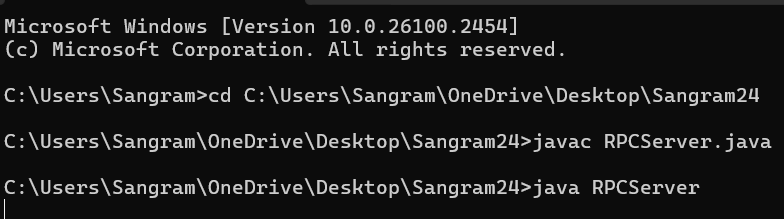 Microsoft Windows [Version 10.0.26100.2454]
(c) Microsoft Corporation. All rights reserved.
C:\Users\Sangram>cd C:\Users\Sangram\OneDrive\Desktop\Sangram24
C:\Users\Sangram\OneDrive\Desktop\Sangram24>javac RPCServer.java
C:\Users\Sangram\OneDrive\Desktop\Sangram24>java RPCServer